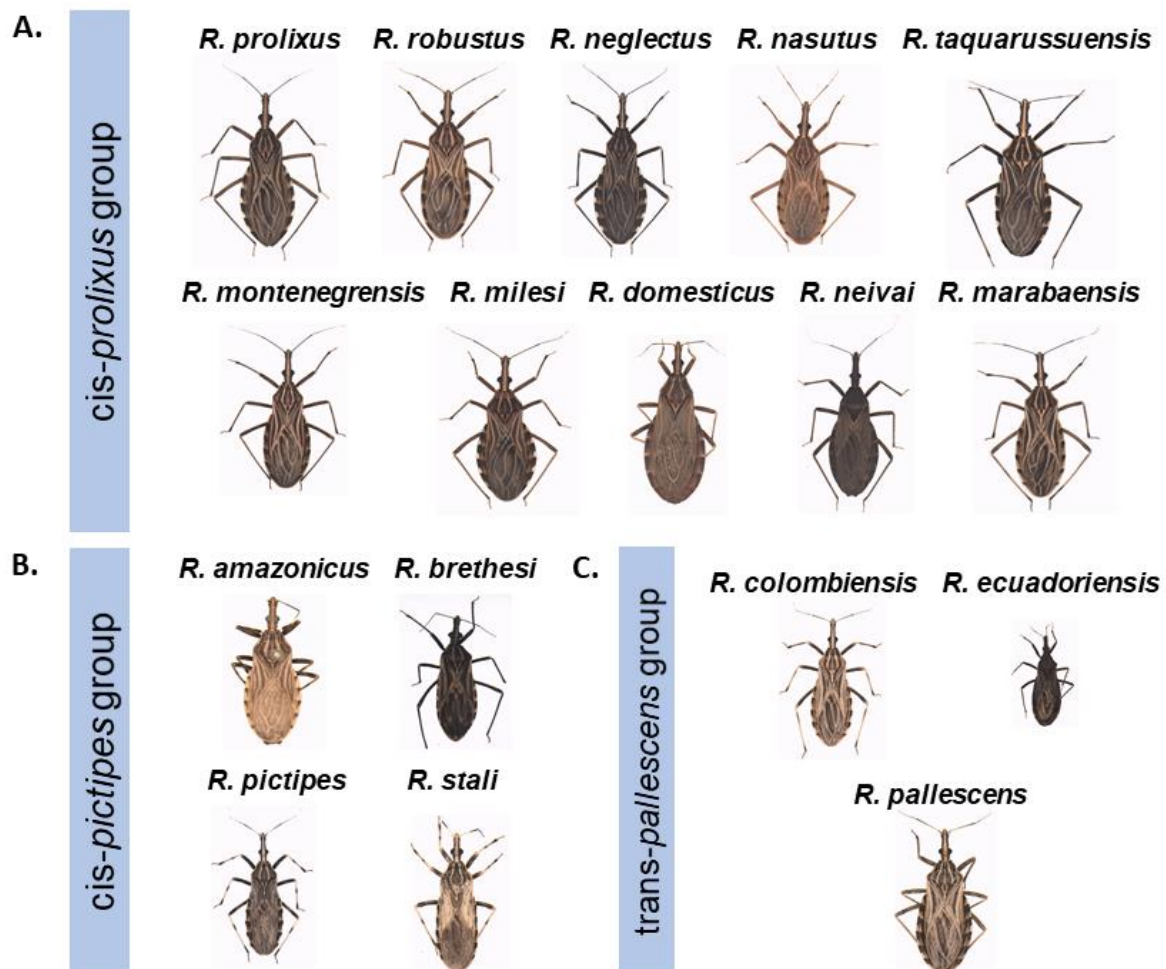 A.
cis-prolixus group
R. prolixus R. robustus R. neglectus R. nasutus R. taquarussuensis
R. montenegrensis R. milesi R. domesticus R. neivai R. marabaensis
B.
cis-pictipes group
R. amazonicus R. brethesi
R. pictipes R. stali
C.
trans-pallescens group
R. colombiensis R. ecuadoriensis
R. pallescens